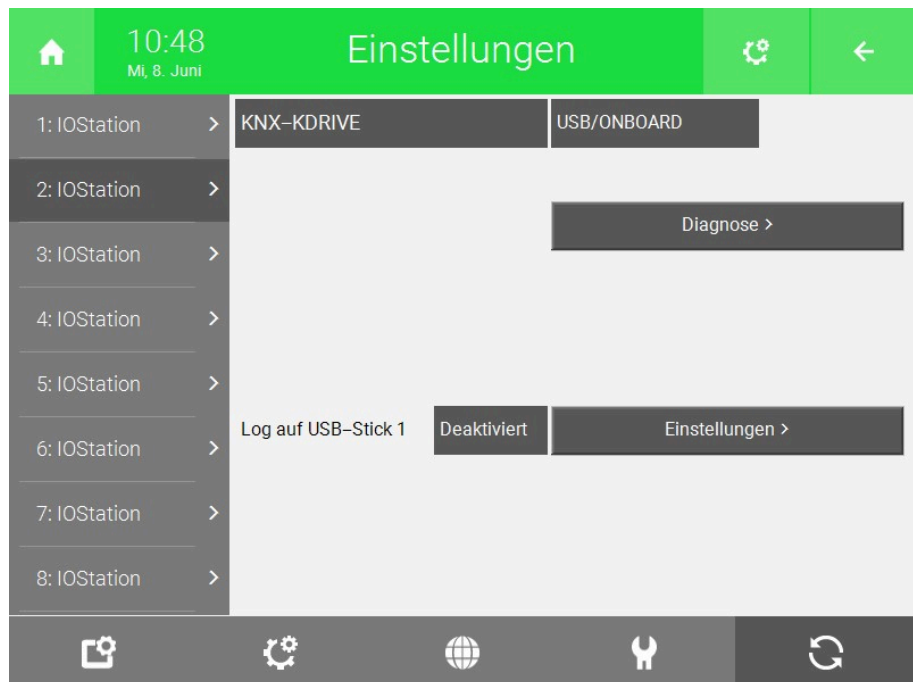 10:48
Mi, 8. Juni
Einstellungen
1: IOStation
KNX–KDRIVE
USB/ONBOARD
2: IOStation
Diagnose >
3: IOStation
4: IOStation
5: IOStation
Log auf USB–Stick 1
Deaktiviert
Einstellungen >
6: IOStation
7: IOStation
8: IOStation